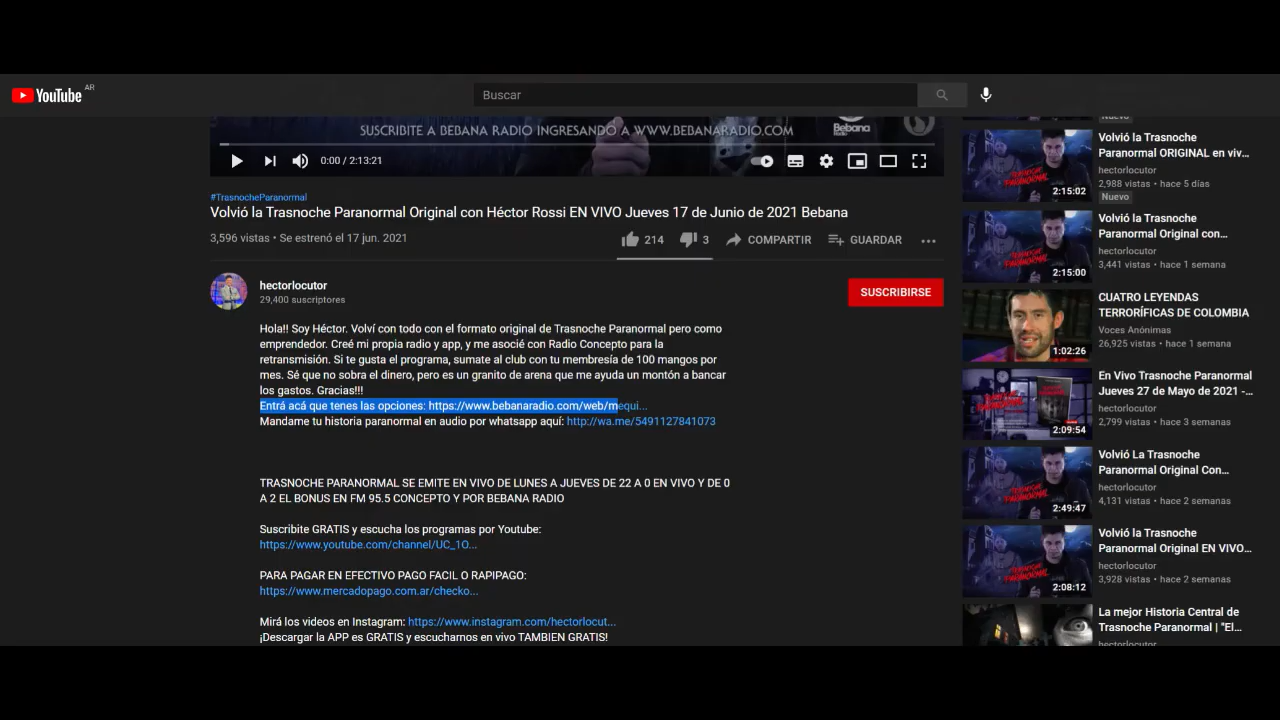 YouTube AR
Buscar
SUSCRIBITE A BEBANA RADIO INGRESANDO A WWW.BEBANARADIO.COM
Bebana
Radio
0:00 / 2:13:21
#TrasnocheParanormal
Volvió la Trasnoche Paranormal Original con Héctor Rossi EN VIVO Jueves 17 de Junio de 2021 Bebana
3,596 vistas • Se estrenó el 17 jun. 2021
214 3 COMPARTIR GUARDAR
hectorlocutor
29,400 suscriptores
SUSCRIBIRSE
Hola!! Soy Héctor. Volví con todo con el formato original de Trasnoche Paranormal pero como
emprendedor. Creé mi propia radio y app, y me asocié con Radio Concepto para la
retransmisión. Si te gusta el programa, sumate al club con tu membresía de 100 mangos por
mes. Sé que no sobra el dinero, pero es un granito de arena que me ayuda un montón a bancar
los gastos. Gracias!!!
Entrá acá que tenes las opciones: https://www.bebanaradio.com/web/mequi...
Mandame tu historia paranormal en audio por whatsapp aquí: http://wa.me/5491127841073
TRASNOCHE PARANORMAL SE EMITE EN VIVO DE LUNES A JUEVES DE 22 A 0 EN VIVO Y DE 0
A 2 EL BONUS EN FM 95.5 CONCEPTO Y POR BEBANA RADIO
Suscribite GRATIS y escucha los programas por Youtube:
https://www.youtube.com/channel/UC_1O...
PARA PAGAR EN EFECTIVO PAGO FACIL O RAPIPAGO:
https://www.mercadopago.com.ar/checko...
Mirá los videos en Instagram: https://www.instagram.com/hectorlocut...
¡Descargar la APP es GRATIS y escucharnos en vivo TAMBIEN GRATIS!
Nuevo
TRASNOCHE
PARANORMAL
2:15:02
Volvió la Trasnoche
Paranormal ORIGINAL en viv...
hectorlocutor
2,988 vistas • hace 5 días
Nuevo
TRASNOCHE
PARANORMAL
2:15:00
Volvió la Trasnoche
Paranormal Original con...
hectorlocutor
3,441 vistas • hace 1 semana
1:02:26
CUATRO LEYENDAS
TERRORÍFICAS DE COLOMBIA
Voces Anónimas
26,925 vistas • hace 1 semana
TRASNOCHE
PARANORMAL
2:09:54
En Vivo Trasnoche Paranormal
Jueves 27 de Mayo de 2021 -...
hectorlocutor
2,799 vistas • hace 3 semanas
TRASNOCHE
PARANORMAL
2:49:47
Volvió La Trasnoche
Paranormal Original Con...
hectorlocutor
4,131 vistas • hace 2 semanas
TRASNOCHE
PARANORMAL
2:08:12
Volvió la Trasnoche
Paranormal Original EN VIVO...
hectorlocutor
3,928 vistas • hace 2 semanas
La mejor Historia Central de
Trasnoche Paranormal | "El...
hectorlocutor